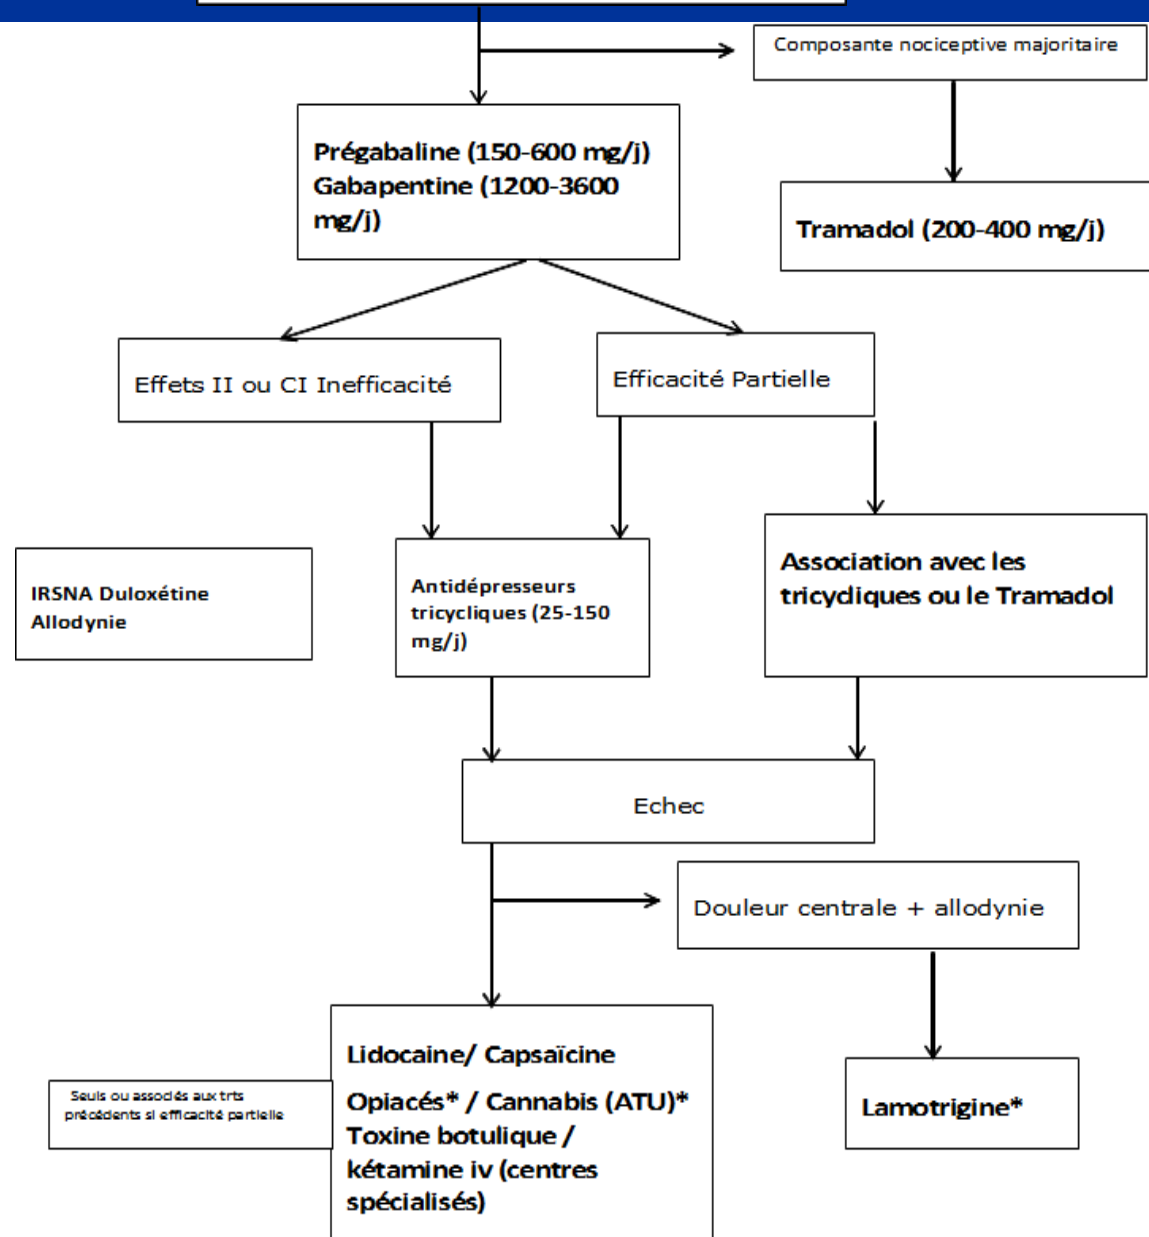 Composante nociceptive majoritaire
Prégabaline (150-600 mg/j)
Gabapentine (1200-3600
mg/j)
Tramadol (200-400 mg/j)
Effets II ou CI Inefficacité
Efficacité Partielle
IRSNA Duloxétine
Allodynie
Antidépresseurs
tricycliques (25-150
mg/j)
Association avec les
tricycliques ou le Tramadol
Echec
Douleur centrale + allodynie
Lidocaine/ Capsaïcine
Opiacés* / Cannabis (ATU)*
Toxine botulique /
kétamine iv (centres
spécialisés)
Seuls ou associés aux trts
précédents si efficacité partielle
Lamotrigine*